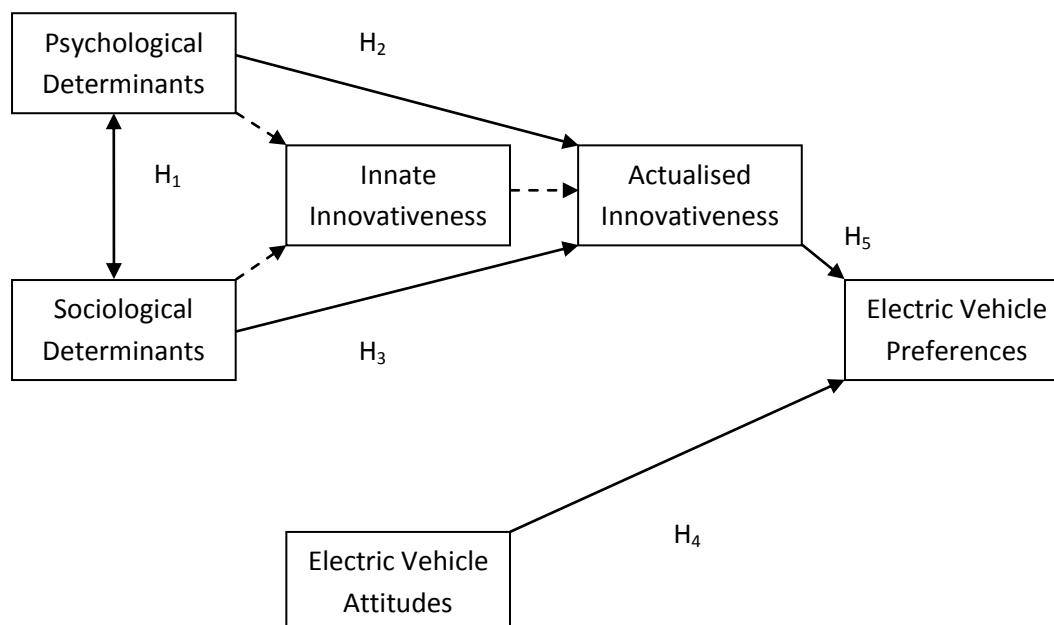 Psychological
Determinants
H₂
H₁
Innate
Innovativeness
Actualised
Innovativeness
H₅
Sociological
Determinants
H₃
Electric Vehicle
Preferences
H₄
Electric Vehicle
Attitudes